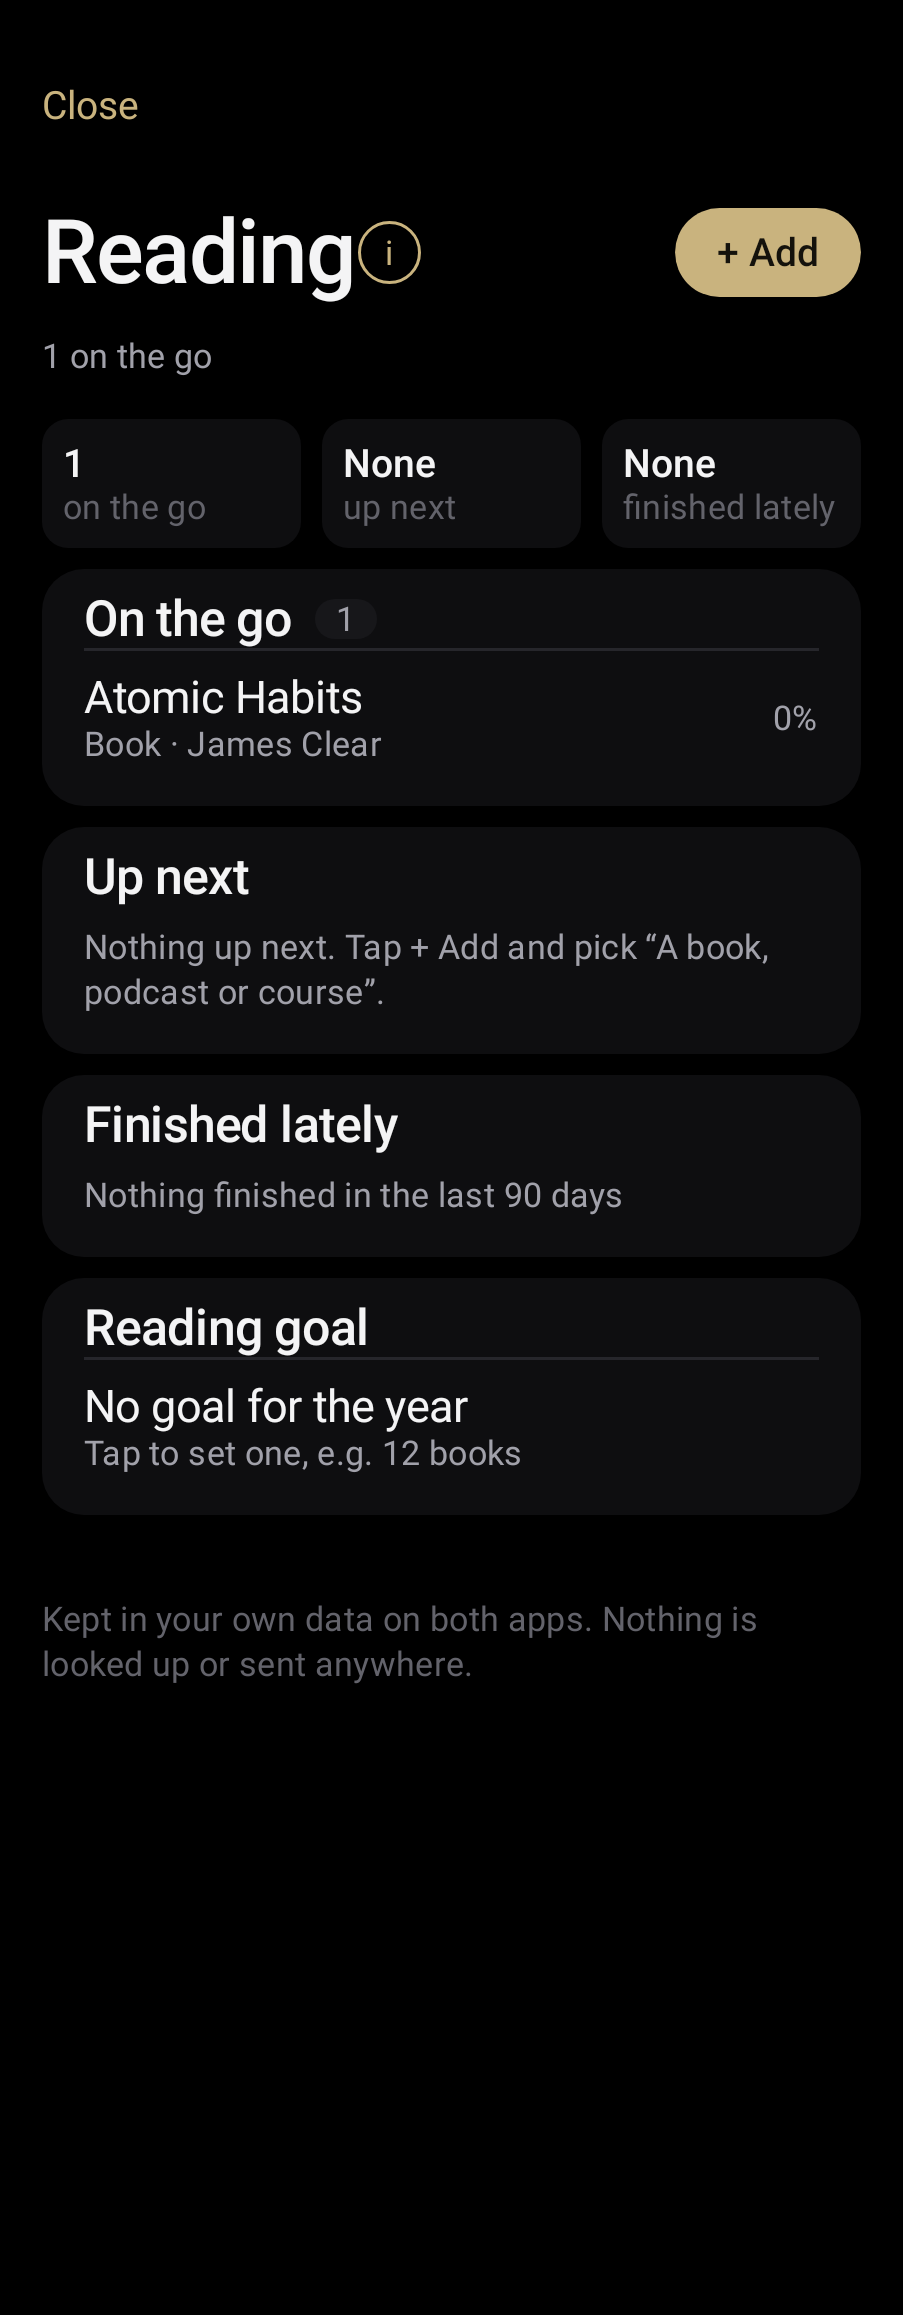 Close
Reading i
+ Add
1 on the go
1
on the go
None
up next
None
finished lately
On the go 1
Atomic Habits
Book · James Clear
0%
Up next
Nothing up next. Tap + Add and pick “A book,
podcast or course”.
Finished lately
Nothing finished in the last 90 days
Reading goal
No goal for the year
Tap to set one, e.g. 12 books
Kept in your own data on both apps. Nothing is
looked up or sent anywhere.